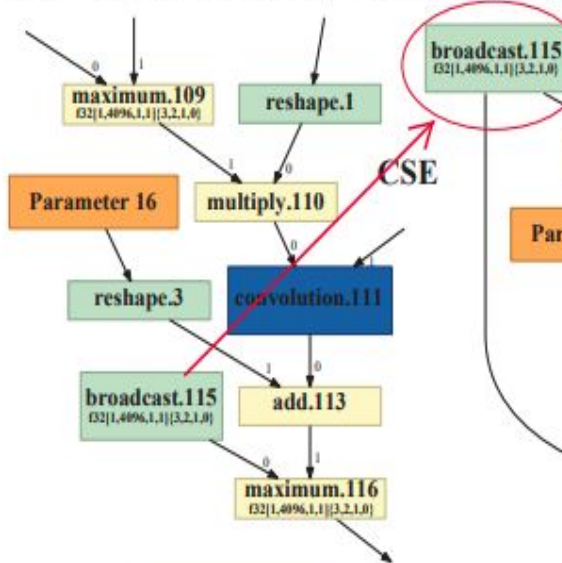 0
1
maximum.109
f32[1,4096,1,1]{3,2,1,0}
reshape.1
broadcast.115
f32[1,4096,1,1]{3,2,1,0}
1
0
CSE
Parameter 16
multiply.110
Par
0
1
reshape.3
convolution.111
1
0
broadcast.115
f32[1,4096,1,1]{3,2,1,0}
add.113
0
1
maximum.116
f32[1,4096,1,1]{3,2,1,0}